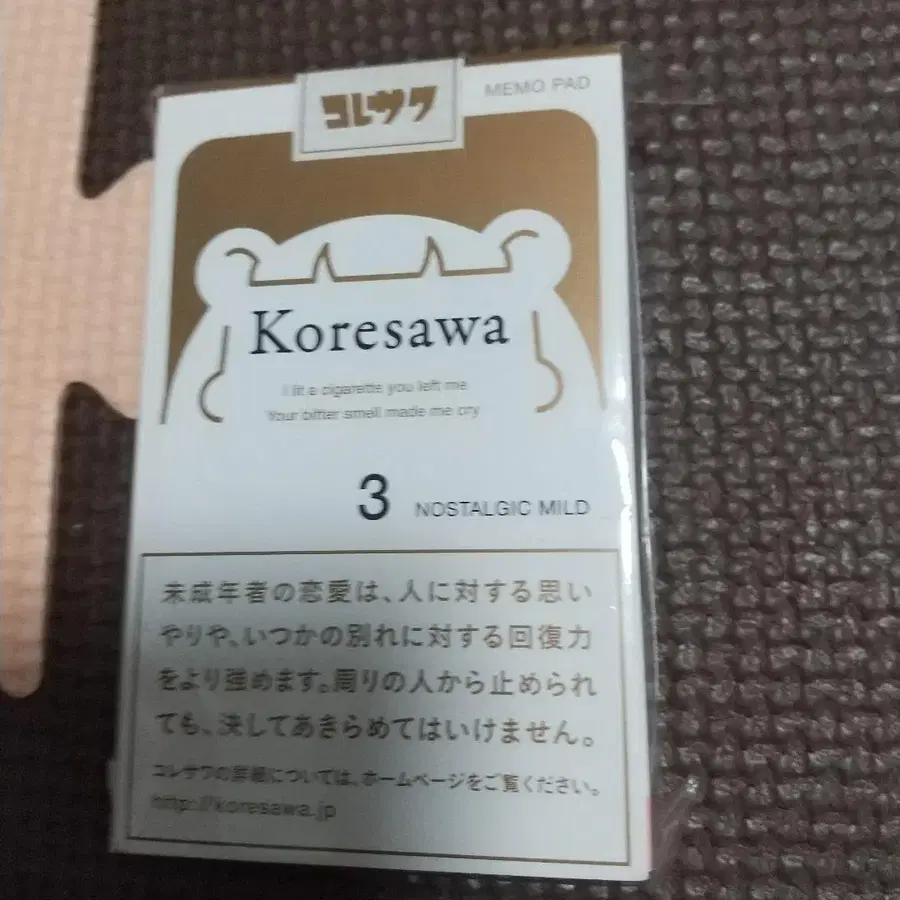 コレサワ
MEMO PAD
Koresawa
I lit a cigarette you left me
Your bitter smell made me cry
3 NOSTALGIC MILD
未成年者の恋愛は、人に対する思い
やりや、いつかの別れに対する回復力
をより強めます。周りの人から止められ
ても、決してあきらめてはいけません。
コレサワの詳細については、ホームページをご覧ください。
http://koresawa.jp